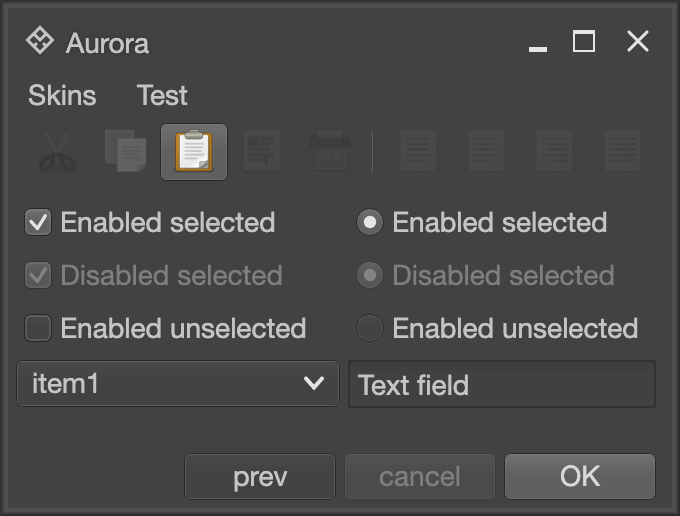 Aurora
Skins Test
Enabled selected Enabled selected
Disabled selected Disabled selected
Enabled unselected Enabled unselected
item1 Text field
prev cancel OK